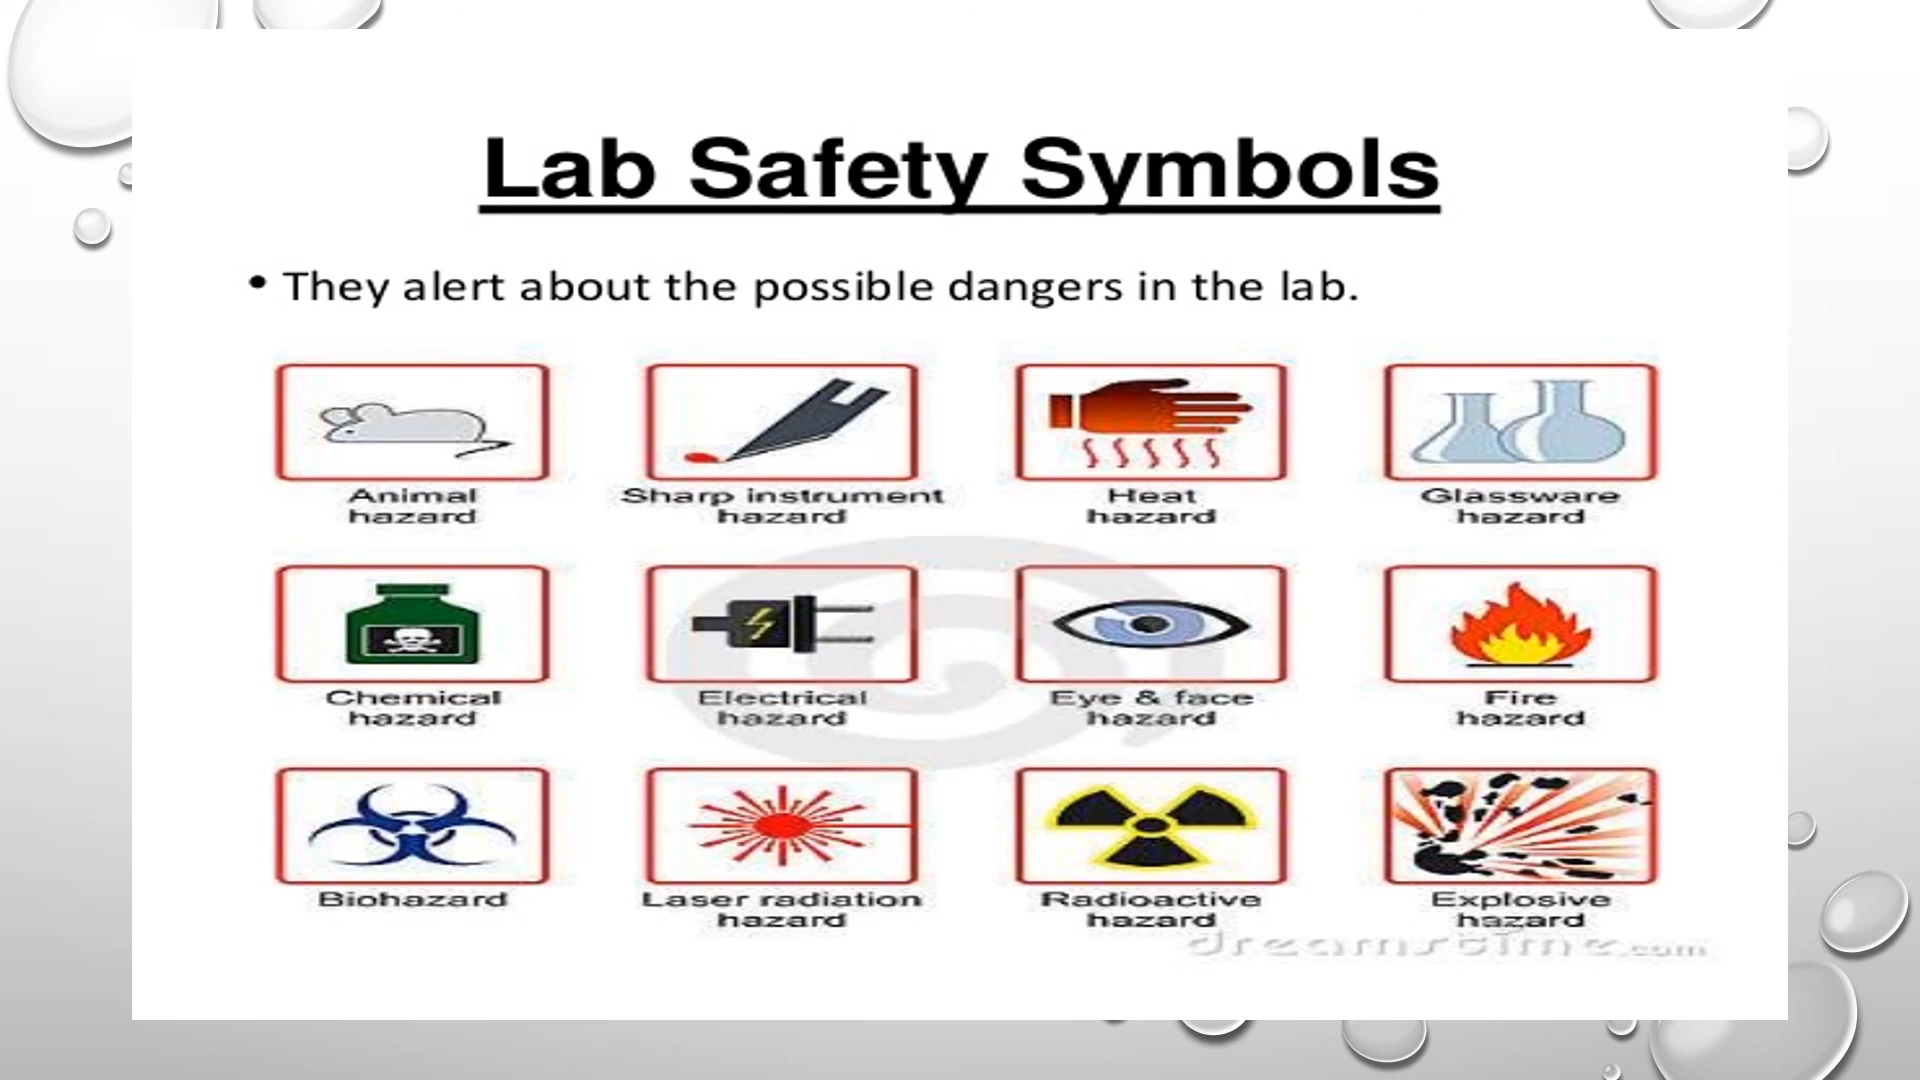 Lab Safety Symbols
• They alert about the possible dangers in the lab.
Animal
hazard
Sharp instrument
hazard
Heat
hazard
Glassware
hazard
Chemical
hazard
Electrical
hazard
Eye & face
hazard
Fire
hazard
Biohazard
Laser radiation
hazard
Radioactive
hazard
Explosive
hazard
dreamstime.com